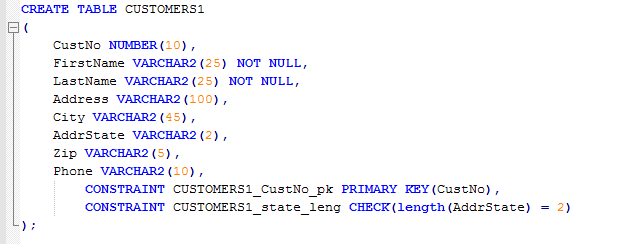 CREATE TABLE CUSTOMERS1
(
CustNo NUMBER(10),
FirstName VARCHAR2(25) NOT NULL,
LastName VARCHAR2(25) NOT NULL,
Address VARCHAR2(100),
City VARCHAR2(45),
AddrState VARCHAR2(2),
Zip VARCHAR2(5),
Phone VARCHAR2(10),
CONSTRAINT CUSTOMERS1_CustNo_pk PRIMARY KEY(CustNo),
CONSTRAINT CUSTOMERS1_state_leng CHECK(length(AddrState) = 2)
);